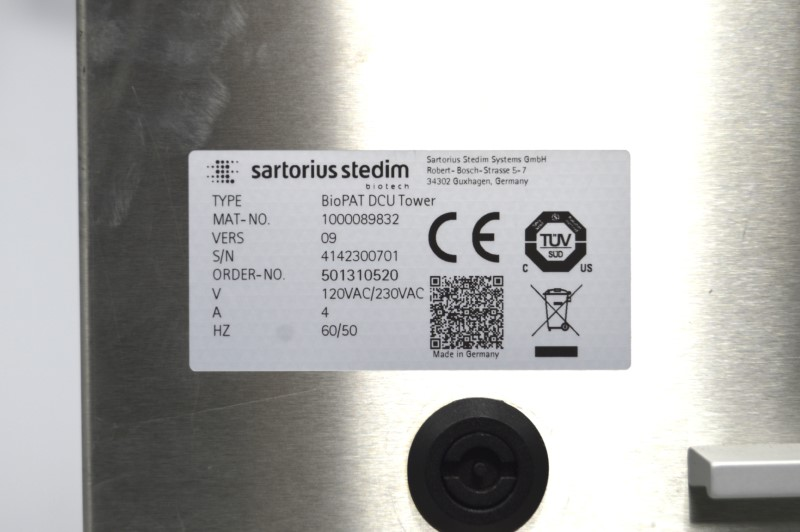 sartorius stedim
biotech
Sartorius Stedim Systems GmbH
Robert-Bosch-Strasse 5-7
34302 Guxhagen, Germany
TYPE BioPAT DCU Tower
MAT-NO. 1000089832
VERS 09
S/N 4142300701
ORDER-NO. 501310520
V 120VAC/230VAC
A 4
HZ 60/50
CE
TÜV
SÜD
C US
Made in Germany